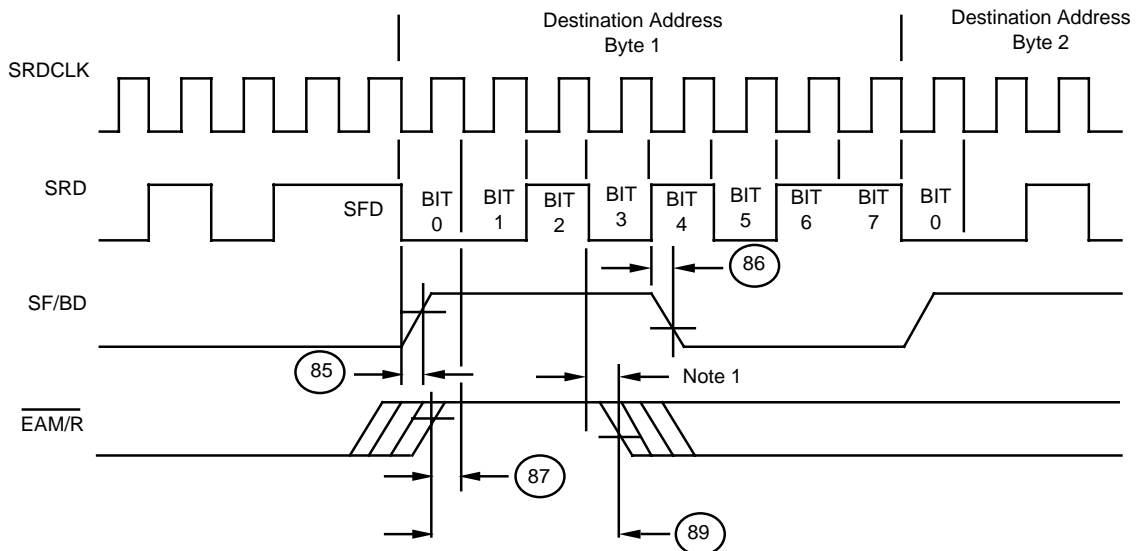 Destination Address
Byte 1
Destination Address
Byte 2
SRDCLK
SRD
SFD
BIT
0
BIT
1
BIT
2
BIT
3
BIT
4
BIT
5
BIT
6
BIT
7
BIT
0
86
SF/BD
85
Note 1
EAM/R
87
89